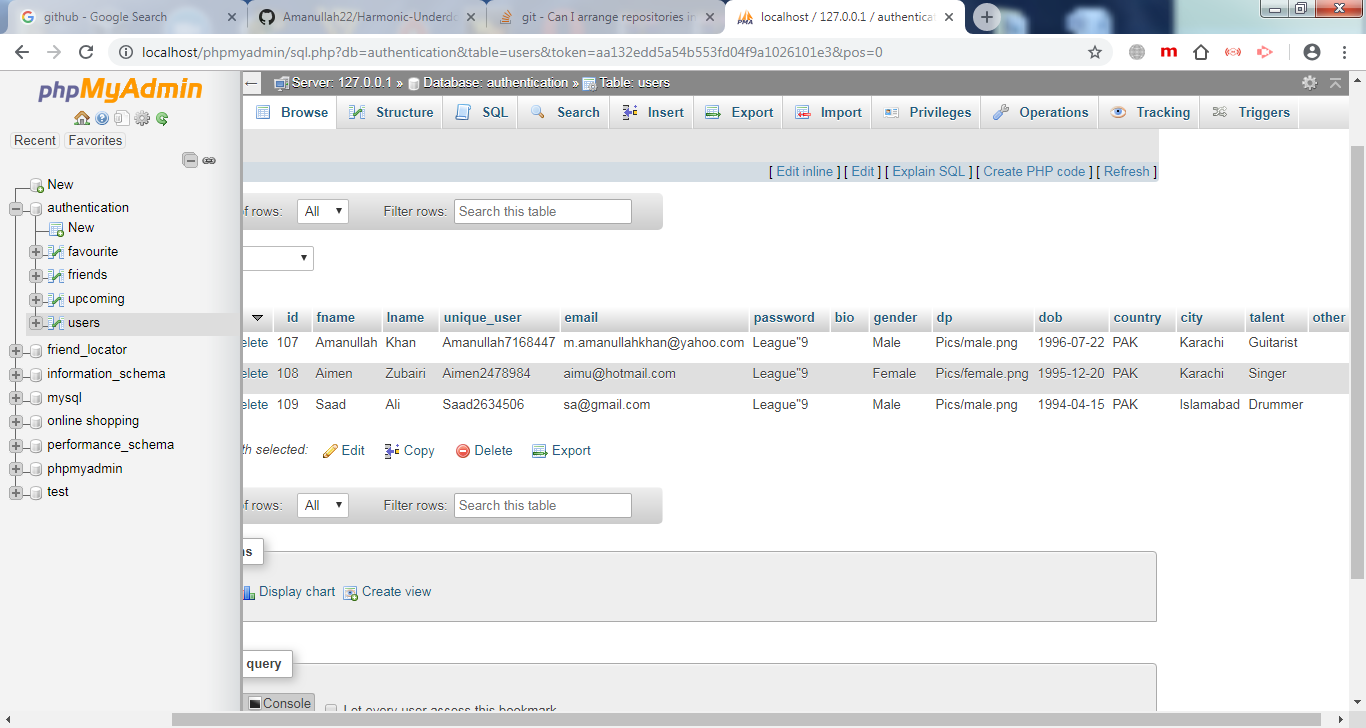 github - Google Search
Amanullah22/Harmonic-Underdo
git - Can I arrange repositories in
localhost / 127.0.0.1 / authenticat
localhost/phpmyadmin/sql.php?db=authentication&table=users&token=aa132edd5a54b553fd04f9a1026101e3&pos=0
phpMyAdmin
Recent Favorites
New
authentication
New
favourite
friends
upcoming
users
friend_locator
information_schema
mysql
online shopping
performance_schema
phpmyadmin
test
Server: 127.0.0.1 » Database: authentication » Table: users
Browse Structure SQL Search Insert Export Import Privileges Operations Tracking Triggers
[ Edit inline ] [ Edit ] [ Explain SQL ] [ Create PHP code ] [ Refresh ]
of rows: All Filter rows: Search this table
id fname lname unique_user email password bio gender dp dob country city talent other
elete 107 Amanullah Khan Amanullah7168447 m.amanullahkhan@yahoo.com League"9 Male Pics/male.png 1996-07-22 PAK Karachi Guitarist
elete 108 Aimen Zubairi Aimen2478984 aimu@hotmail.com League"9 Female Pics/female.png 1995-12-20 PAK Karachi Singer
elete 109 Saad Ali Saad2634506 sa@gmail.com League"9 Male Pics/male.png 1994-04-15 PAK Islamabad Drummer
th selected: Edit Copy Delete Export
of rows: All Filter rows: Search this table
ns
Display chart Create view
query
Console
Let every user access this bookmark